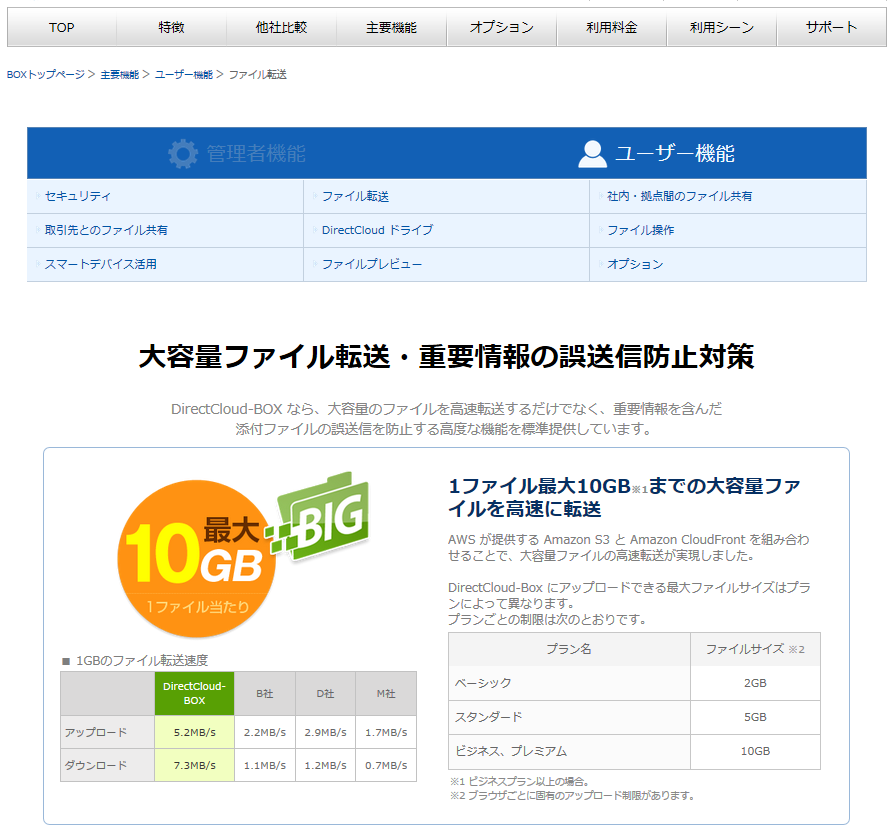 TOP 特徴 他社比較 主要機能 オプション 利用料金 利用シーン サポート
BOXトップページ > 主要機能 > ユーザー機能 > ファイル転送
管理者機能 ユーザー機能
セキュリティ ファイル転送 社内・拠点間のファイル共有
取引先とのファイル共有 DirectCloud ドライブ ファイル操作
スマートデバイス活用 ファイルプレビュー オプション
大容量ファイル転送・重要情報の誤送信防止対策
DirectCloud-BOX なら、大容量のファイルを高速転送するだけでなく、重要情報を含んだ
添付ファイルの誤送信を防止する高度な機能を標準提供しています。
最大
10GB
1ファイル当たり
BIG
■ 1GBのファイル転送速度
DirectCloud-
BOX B社 D社 M社
アップロード 5.2MB/s 2.2MB/s 2.9MB/s 1.7MB/s
ダウンロード 7.3MB/s 1.1MB/s 1.2MB/s 0.7MB/s
1ファイル最大10GB※1までの大容量ファ
イルを高速に転送
AWS が提供する Amazon S3 と Amazon CloudFront を組み合わ
せることで、大容量ファイルの高速転送が実現しました。
DirectCloud-Box にアップロードできる最大ファイルサイズはプラ
ンによって異なります。
プランごとの制限は次のとおりです。
プラン名 ファイルサイズ ※2
ベーシック 2GB
スタンダード 5GB
ビジネス、プレミアム 10GB
※1 ビジネスプラン以上の場合。
※2 ブラウザごとに固有のアップロード制限があります。